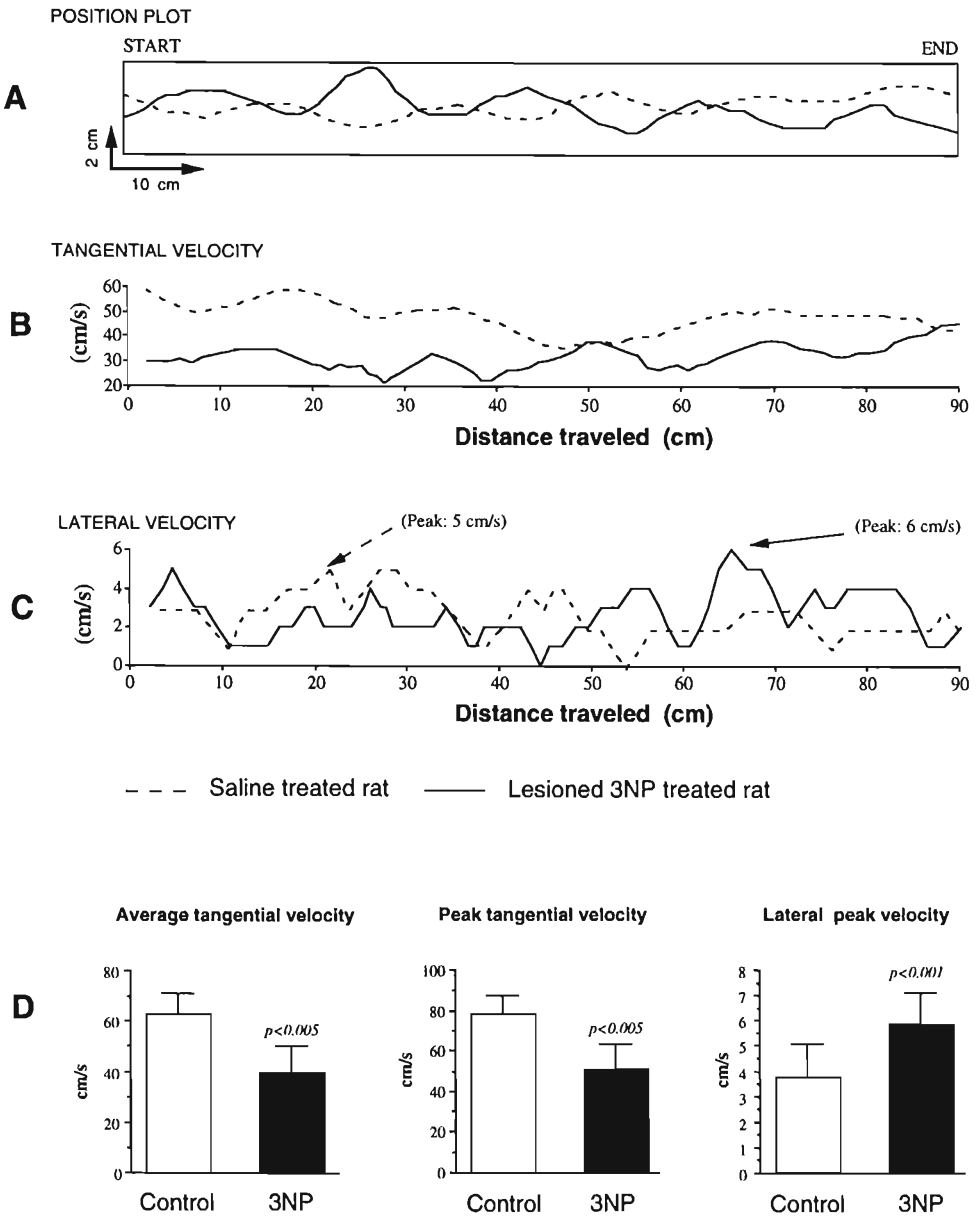 POSITION PLOT
START END
A
2 cm
10 cm
TANGENTIAL VELOCITY
B
(cm/s)
60
50
40
30
20
0 10 20 30 40 50 60 70 80 90
Distance traveled (cm)
LATERAL VELOCITY
(Peak: 5 cm/s)
(Peak: 6 cm/s)
C
(cm/s)
6
4
2
0
0 10 20 30 40 50 60 70 80 90
Distance traveled (cm)
Saline treated rat Lesioned 3NP treated rat
D
Average tangential velocity
cm/s
80
60
40
20
0
p<0.005
Control 3NP
Peak tangential velocity
cm/s
100
80
60
40
20
0
p<0.005
Control 3NP
Lateral peak velocity
cm/s
8
7
6
5
4
3
2
1
0
p<0.001
Control 3NP